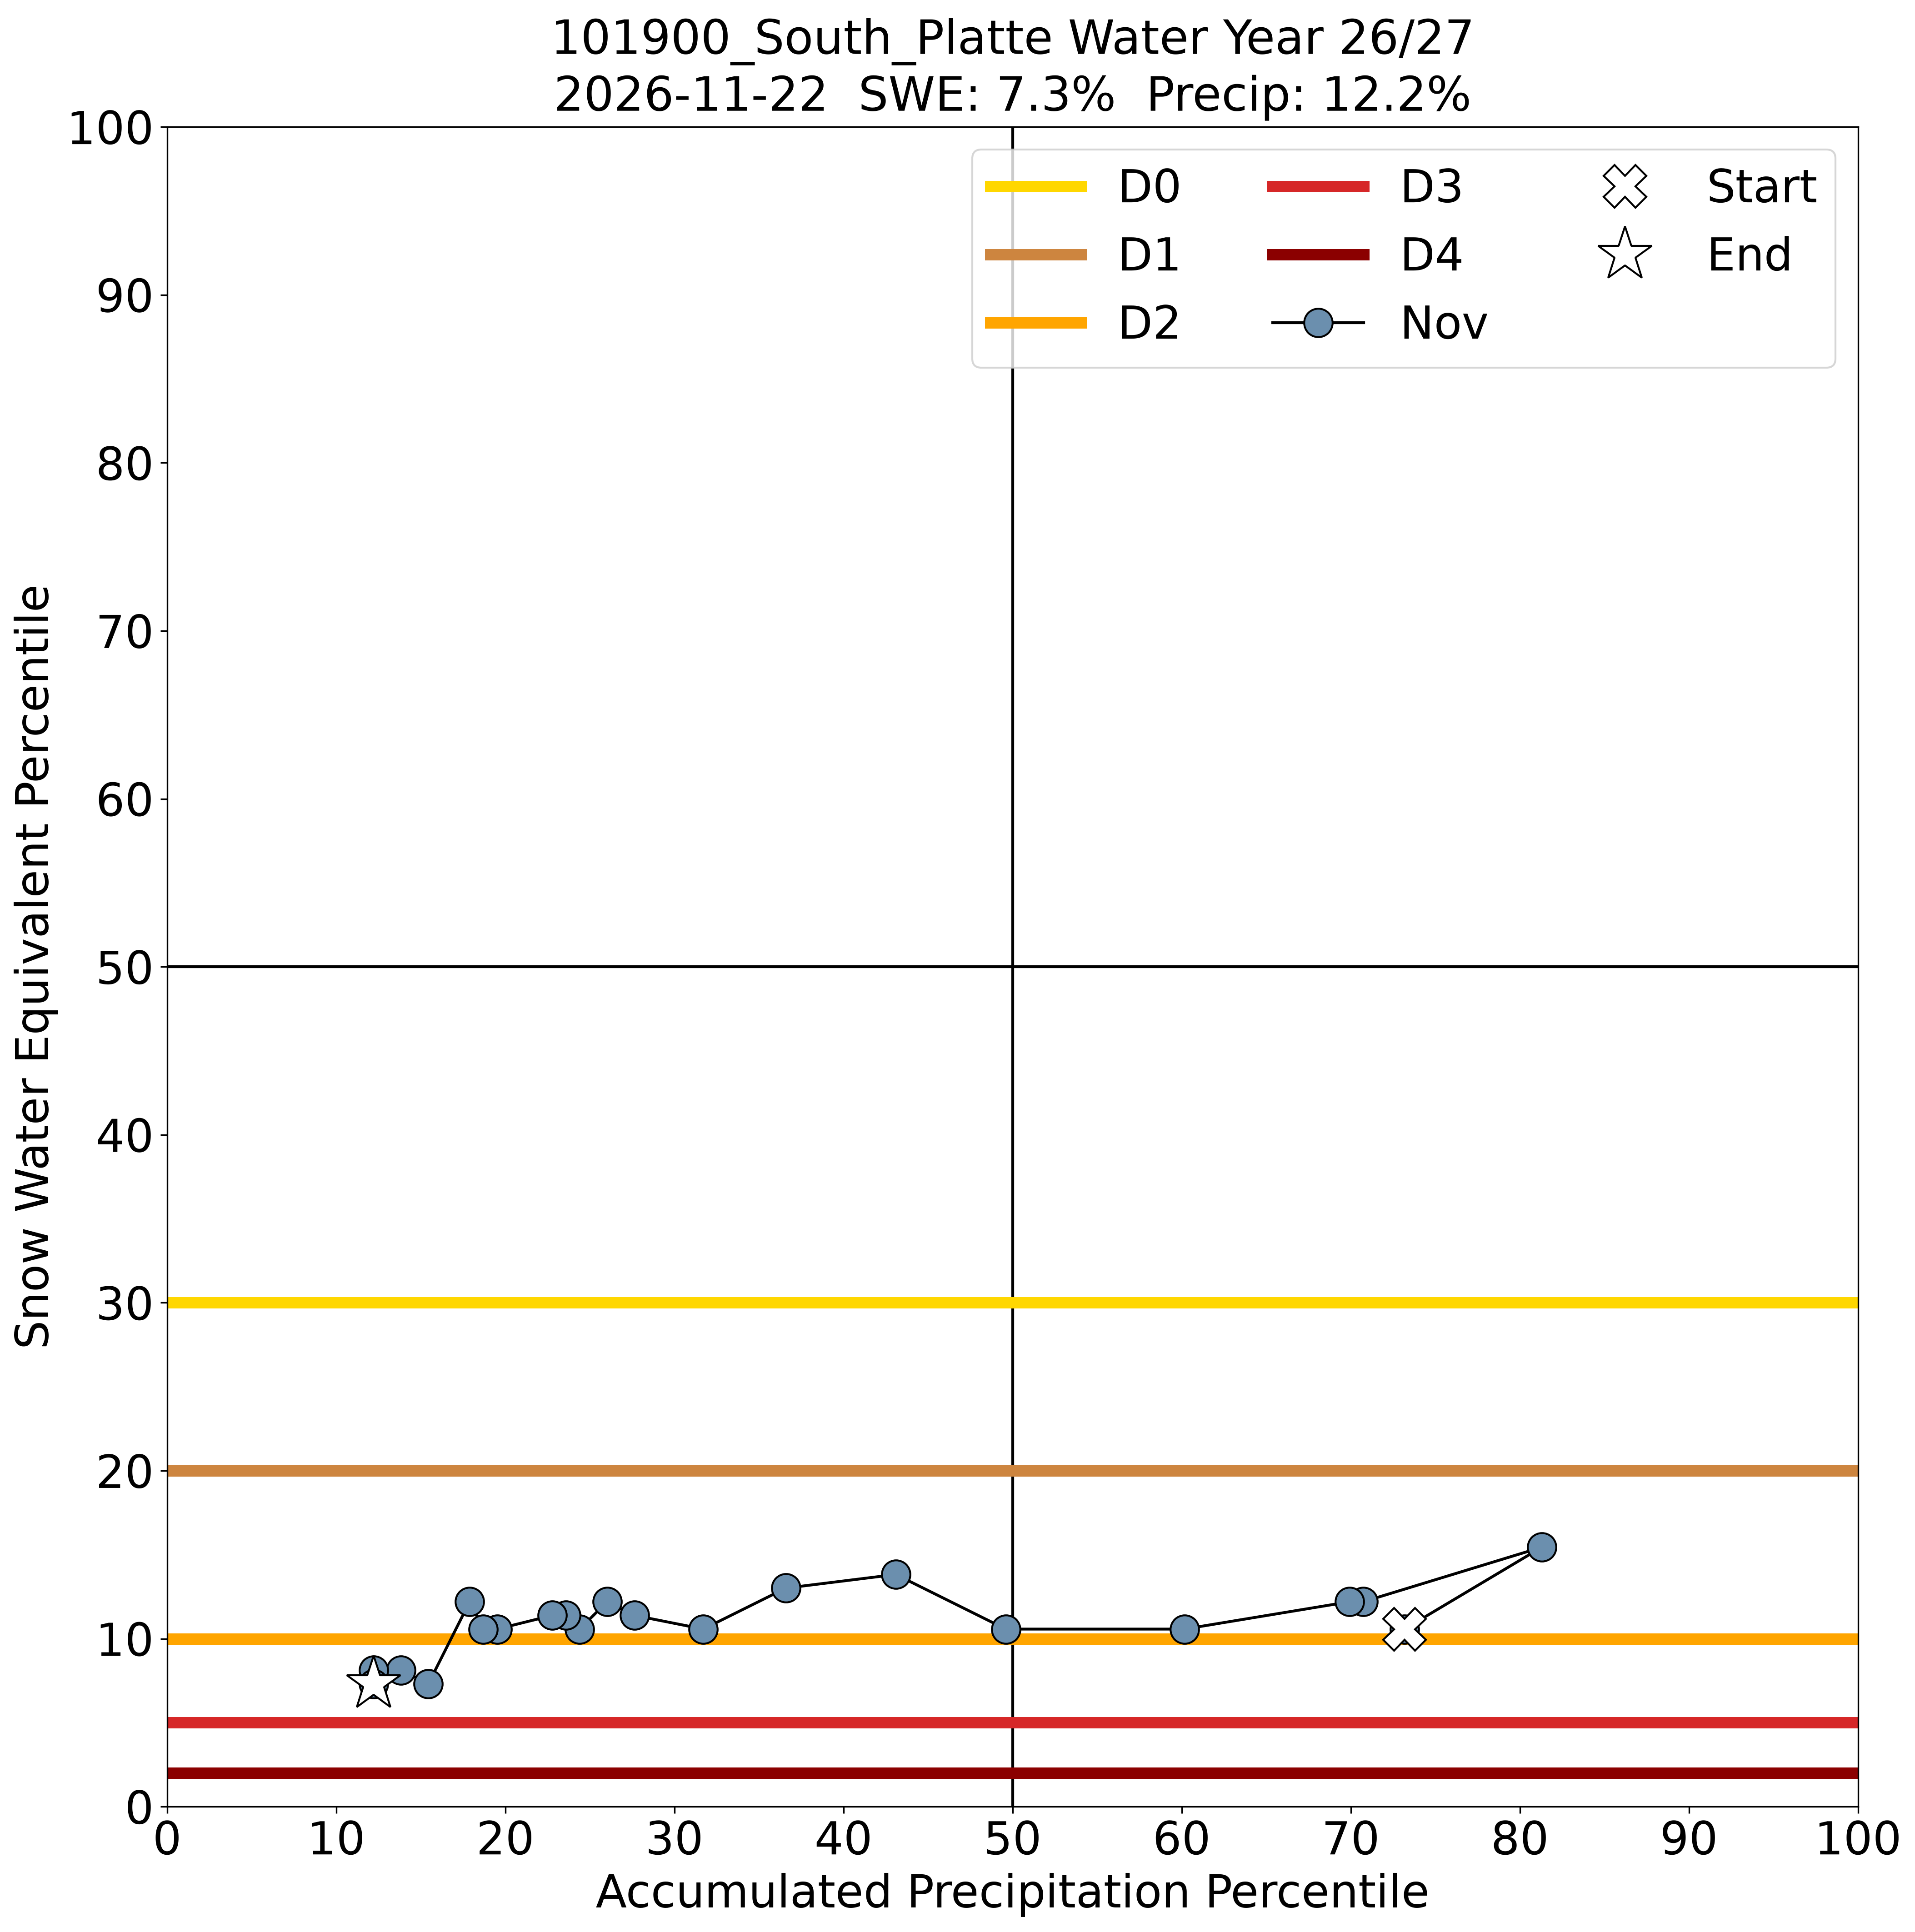 101900_South_Platte Water Year 26/27
2026-11-22  SWE: 7.3%  Precip: 12.2%
D0
D1
D2
D3
D4
Nov
Start
End
Snow Water Equivalent Percentile
100
90
80
70
60
50
40
30
20
10
0
0 10 20 30 40 50 60 70 80 90 100
Accumulated Precipitation Percentile